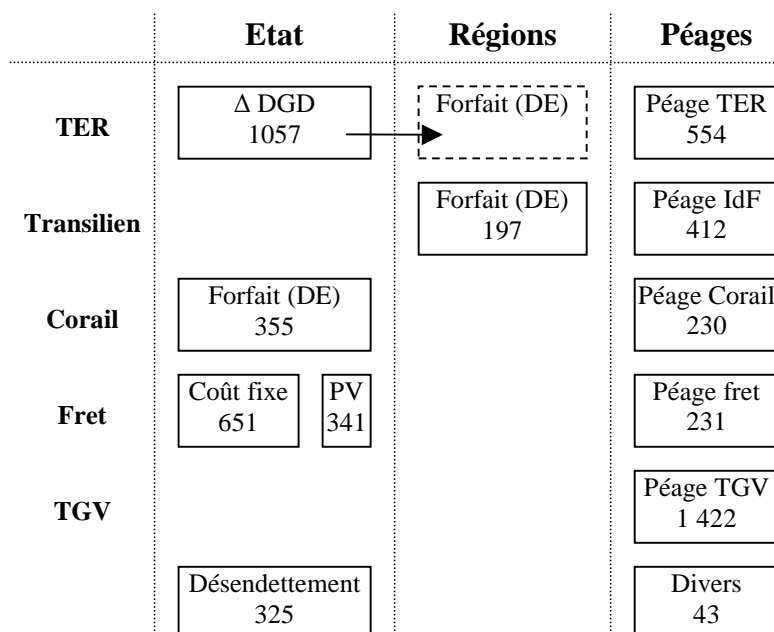 Etat Régions Péages
TER
Δ DGD
1057
Forfait (DE)
Péage TER
554
Transilien
Forfait (DE)
197
Péage IdF
412
Corail
Forfait (DE)
355
Péage Corail
230
Fret
Coût fixe
651
PV
341
Péage fret
231
TGV
Péage TGV
1 422
Désendettement
325
Divers
43